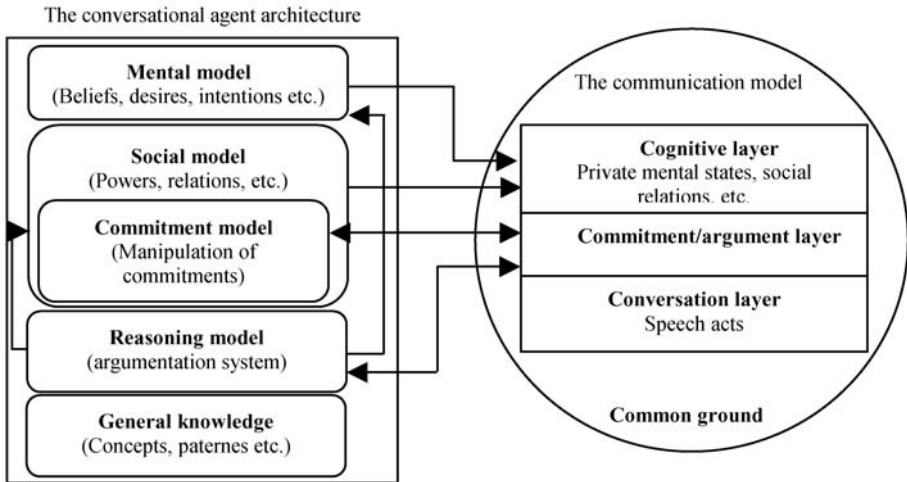 The conversational agent architecture
Mental model
(Beliefs, desires, intentions etc.)
Social model
(Powers, relations, etc.)
Commitment model
(Manipulation of
commitments)
Reasoning model
(argumentation system)
General knowledge
(Concepts, paternes etc.)
The communication model
Cognitive layer
Private mental states, social
relations, etc.
Commitment/argument layer
Conversation layer
Speech acts
Common ground